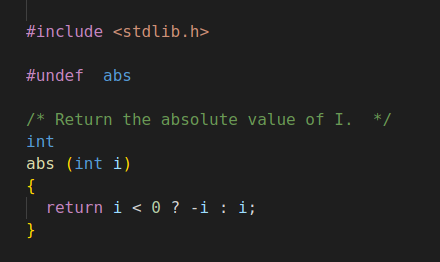 #include <stdlib.h>
#undef  abs
/* Return the absolute value of I.  */
int
abs (int i)
{
  return i < 0 ? -i : i;
}